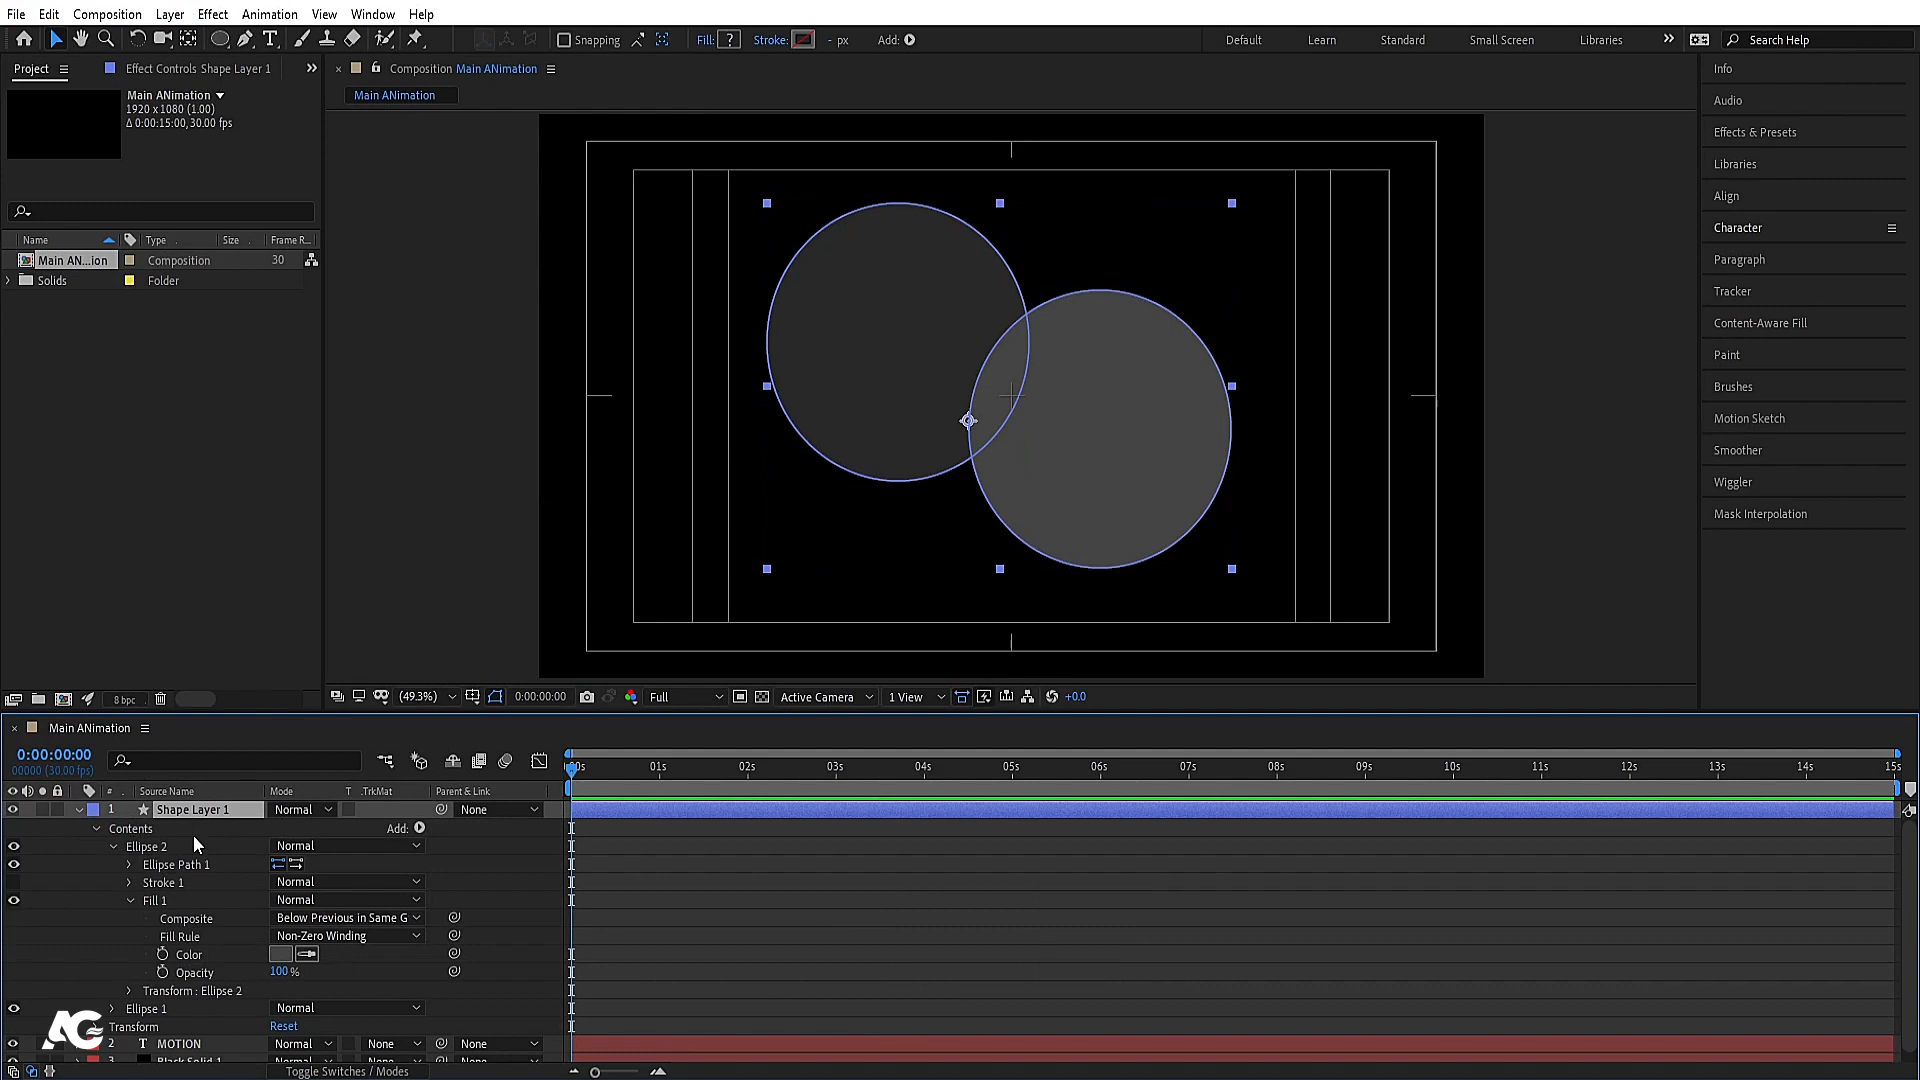 File Edit Composition Layer Effect Animation View Window Help
Snapping Fill: ? Stroke: - px Add: Default Learn Standard Small Screen Libraries Search Help
Project Effect Controls Shape Layer 1
Composition Main ANimation
Main ANimation
Main ANimation
1920 x 1080 (1.00)
Δ 0:00:15:00, 30.00 fps
Name Type Size Frame R...
Main AN...ion Composition 30
Solids Folder
8 bpc
(49.3%) 0:00:00:00 Full Active Camera 1 View +0.0
Info
Audio
Effects & Presets
Libraries
Align
Character
Paragraph
Tracker
Content-Aware Fill
Paint
Brushes
Motion Sketch
Smoother
Wiggler
Mask Interpolation
Main ANimation
0:00:00:00
00000 (30.00 fps)
00s 01s 02s 03s 04s 05s 06s 07s 08s 09s 10s 11s 12s 13s 14s 15s
# Source Name Mode T .TrkMat Parent & Link
1 Shape Layer 1 Normal None
Contents Add:
Ellipse 2 Normal
Ellipse Path 1
Stroke 1 Normal
Fill 1 Normal
Composite Below Previous in Same G
Fill Rule Non-Zero Winding
Color
Opacity 100 %
Transform : Ellipse 2
Ellipse 1 Normal
Transform Reset
2 T MOTION Normal None None
3 Black Solid 1 Normal None None
Toggle Switches / Modes
AG